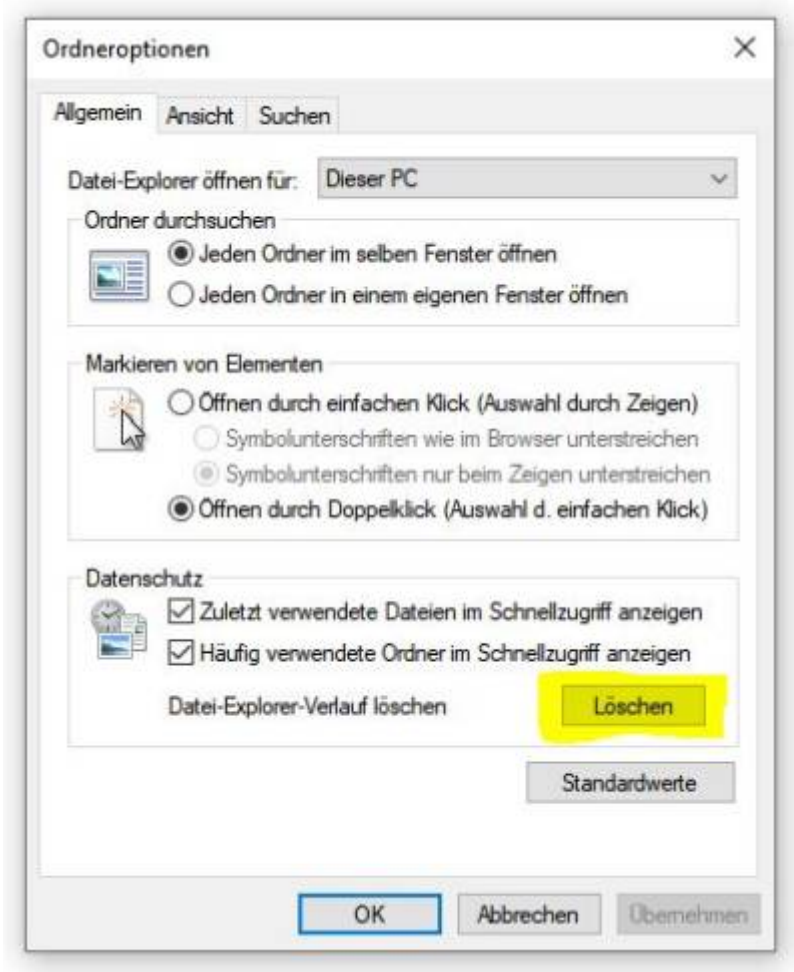 Ordneroptionen
Allgemein Ansicht Suchen
Datei-Explorer öffnen für: Dieser PC
Ordner durchsuchen
Jeden Ordner im selben Fenster öffnen
Jeden Ordner in einem eigenen Fenster öffnen
Markieren von Elementen
Öffnen durch einfachen Klick (Auswahl durch Zeigen)
Symbolunterschriften wie im Browser unterstreichen
Symbolunterschriften nur beim Zeigen unterstreichen
Öffnen durch Doppelklick (Auswahl d. einfachen Klick)
Datenschutz
Zuletzt verwendete Dateien im Schnellzugriff anzeigen
Häufig verwendete Ordner im Schnellzugriff anzeigen
Datei-Explorer-Verlauf löschen Löschen
Standardwerte
OK Abbrechen Übernehmen